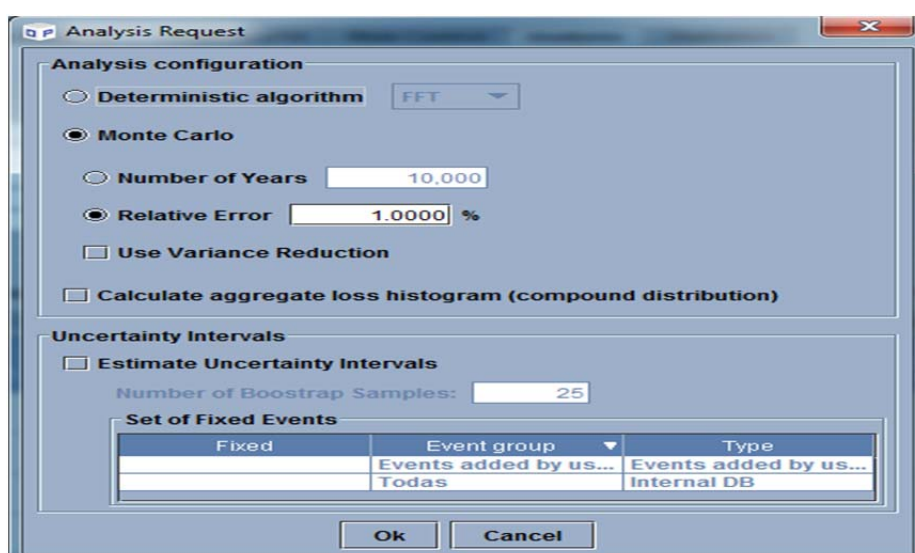 Analysis Request
Analysis configuration
Deterministic algorithm FFT
Monte Carlo
Number of Years 10,000
Relative Error 1.0000 %
Use Variance Reduction
Calculate aggregate loss histogram (compound distribution)
Uncertainty Intervals
Estimate Uncertainty Intervals
Number of Boostrap Samples: 25
Set of Fixed Events
Fixed Event group Type
Events added by us... Events added by us...
Todas Internal DB
Ok Cancel